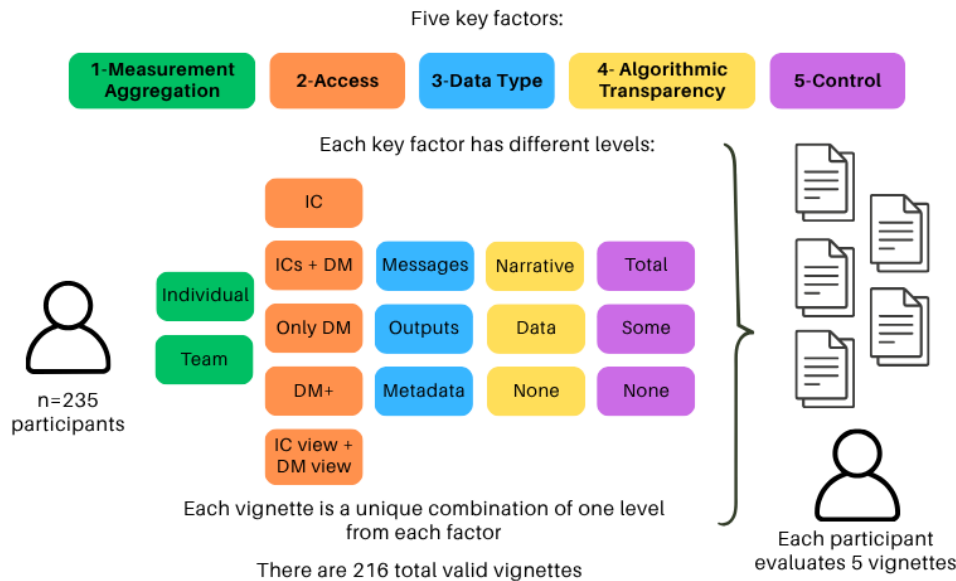 Five key factors:
1-Measurement
Aggregation
2-Access
3-Data Type
4- Algorithmic
Transparency
5-Control
Each key factor has different levels:
IC
ICs + DM
Messages
Narrative
Total
Individual
Only DM
Outputs
Data
Some
Team
DM+
Metadata
None
None
IC view +
DM view
n=235
participants
Each vignette is a unique combination of one level
from each factor
There are 216 total valid vignettes
Each participant
evaluates 5 vignettes